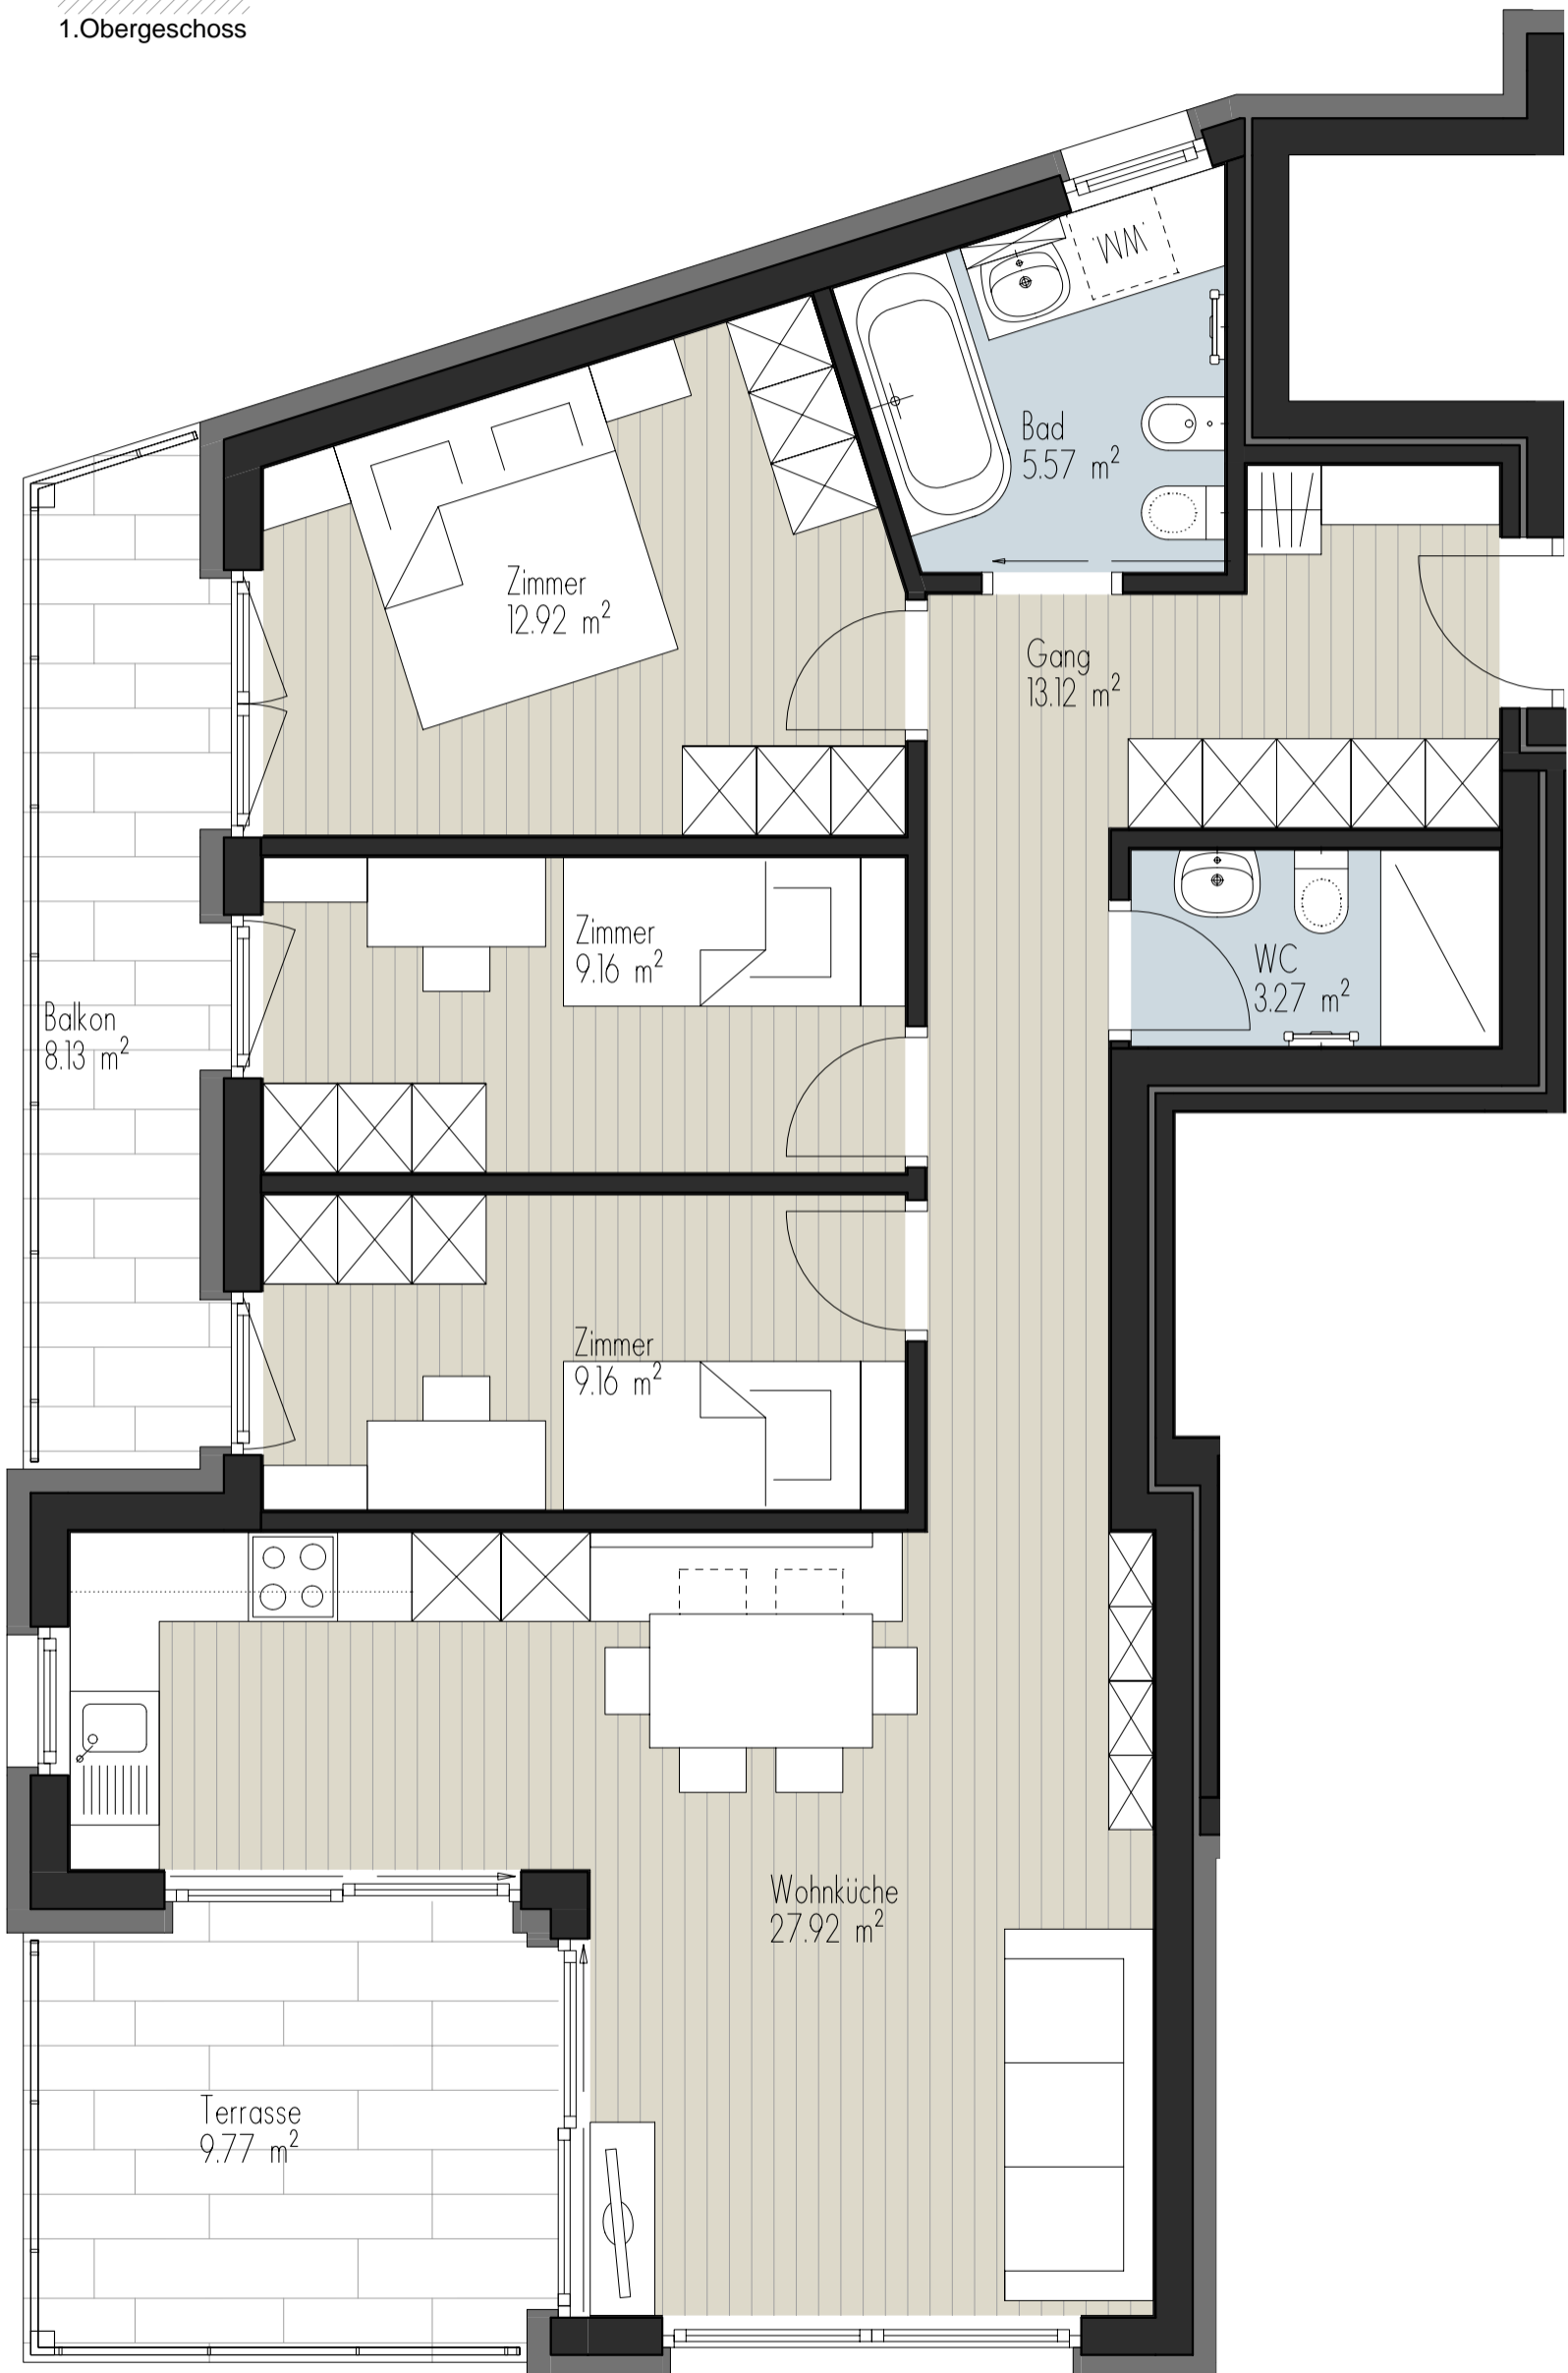 1.Obergeschoss
WM
Bad
5.57 m²
Zimmer
12.92 m²
Gang
13.12 m²
Zimmer
9.16 m²
WC
3.27 m²
Balkon
8.13 m²
Zimmer
9.16 m²
Wohnküche
27.92 m²
Terrasse
9.77 m²